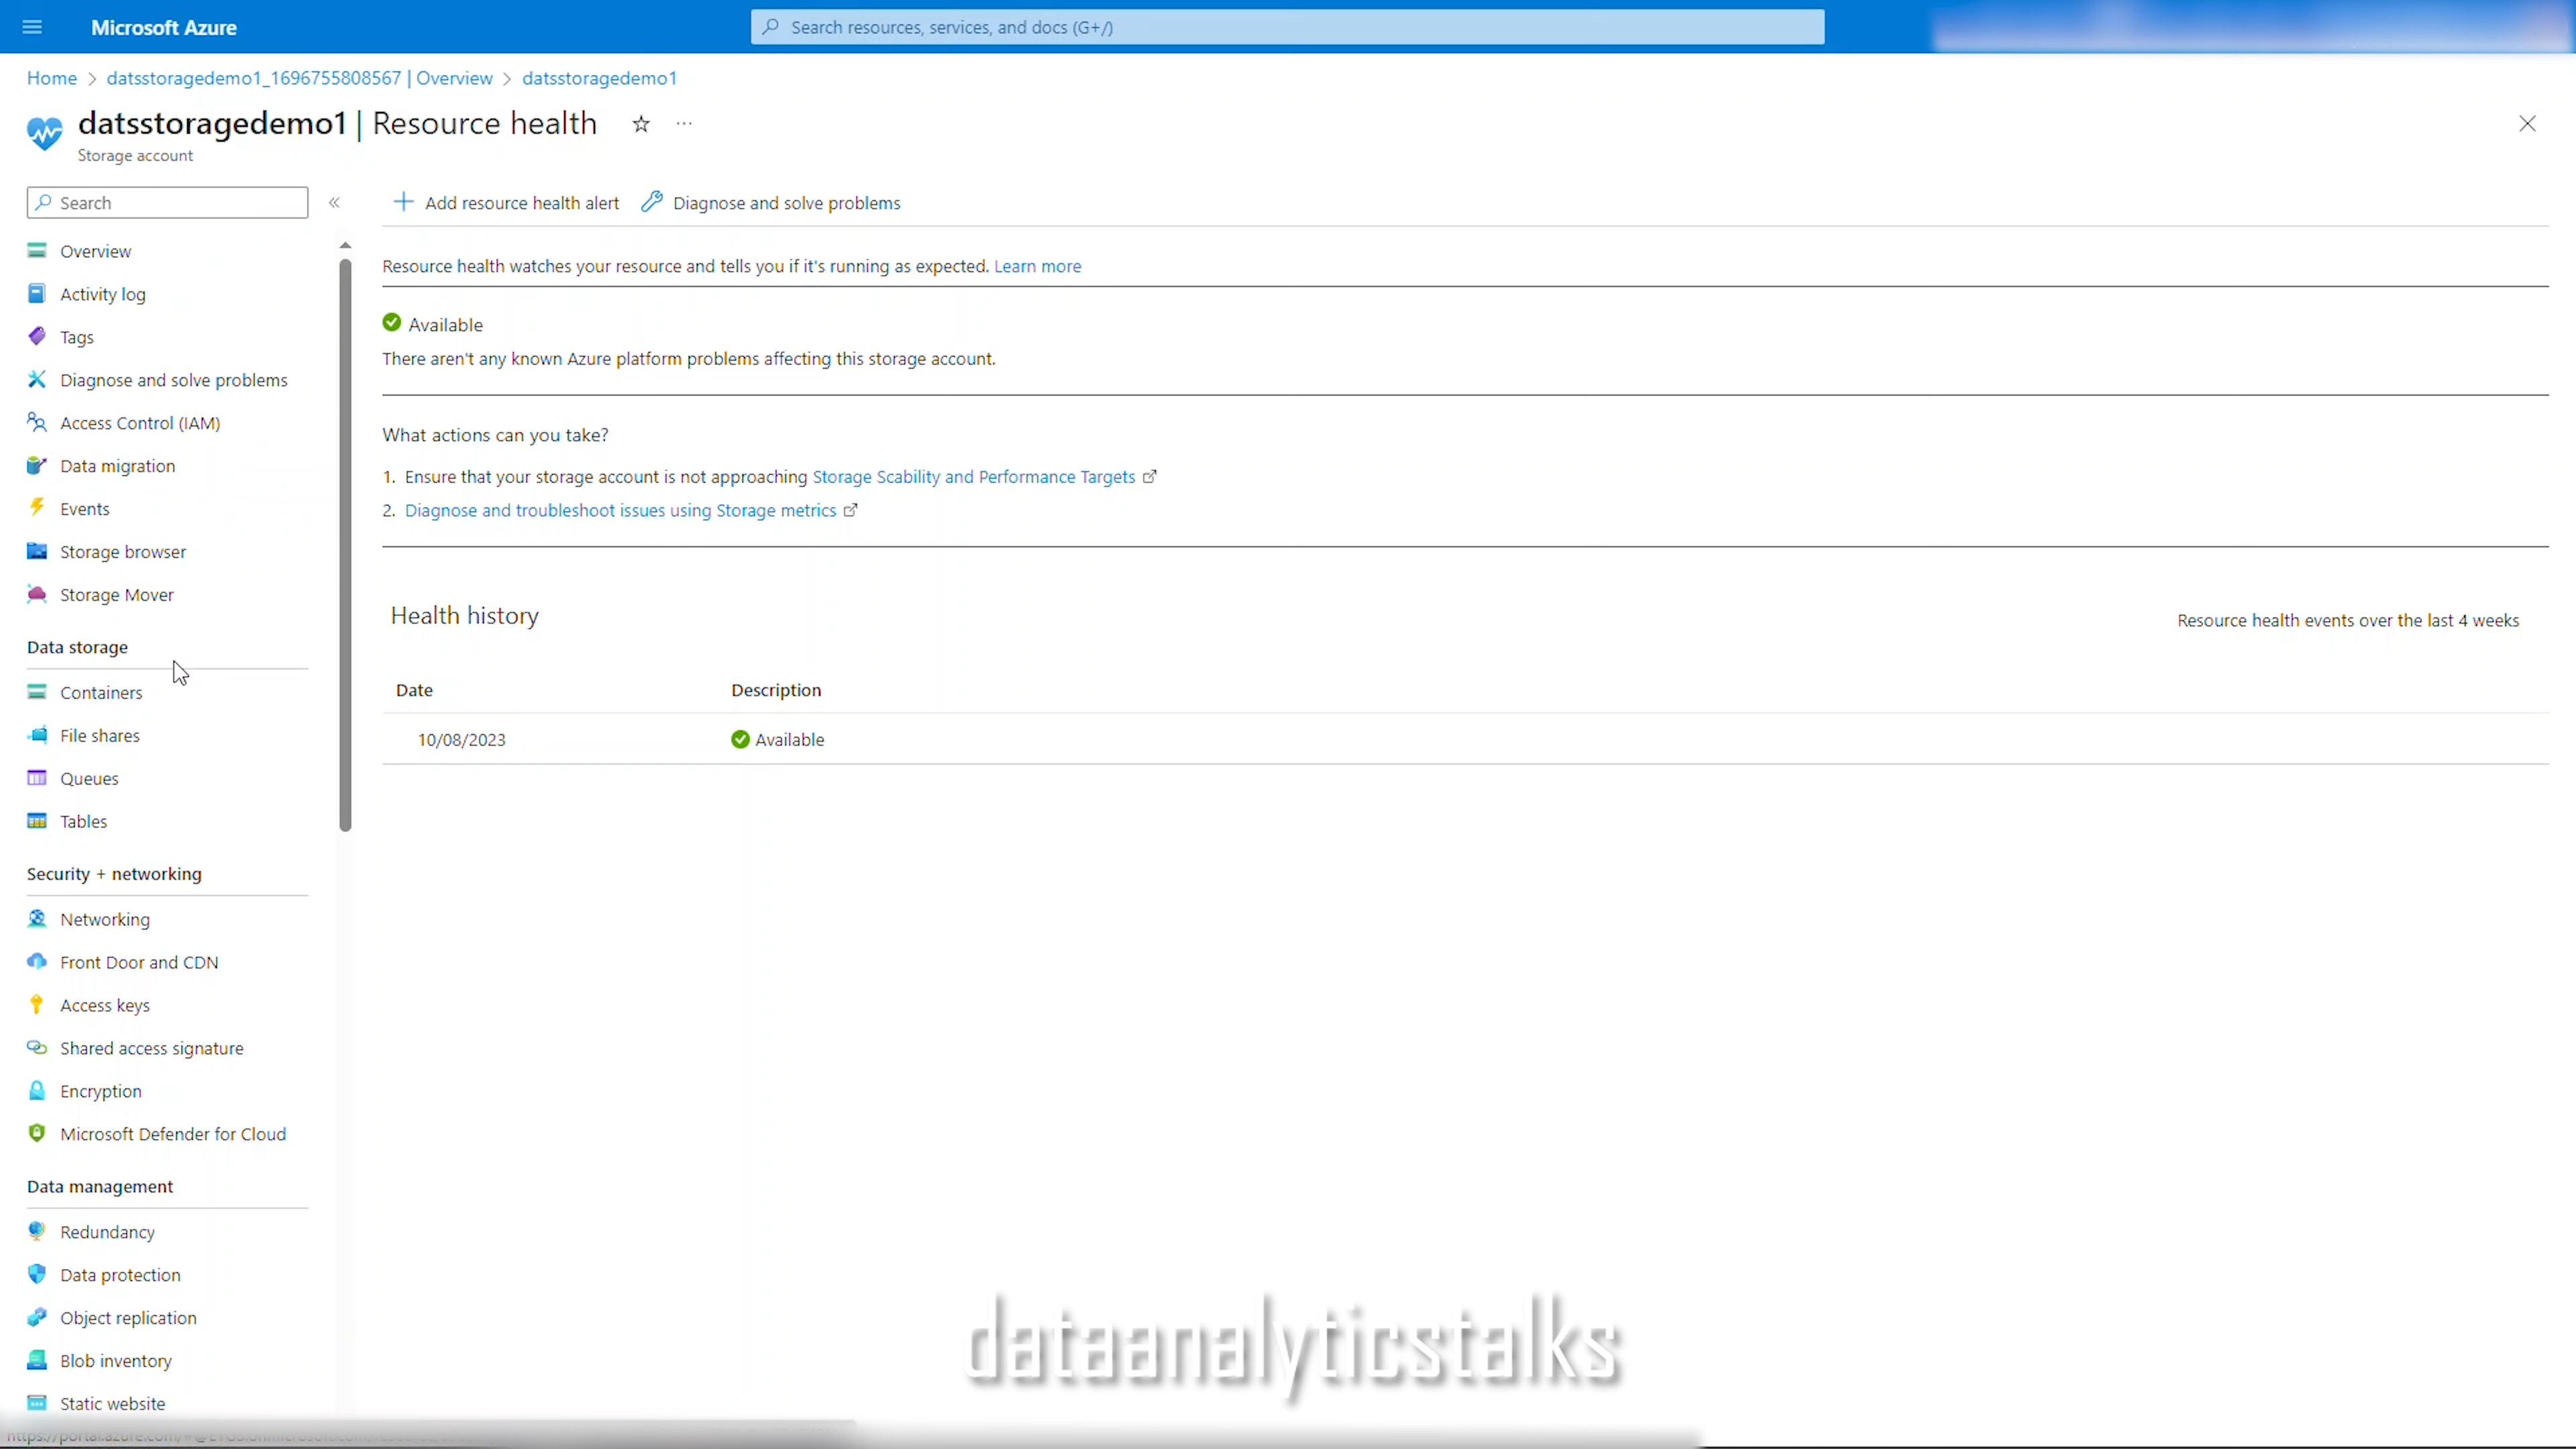 Microsoft Azure
Search resources, services, and docs (G+/)
Home > datsstoragedemo1_1696755808567 | Overview > datsstoragedemo1
datsstoragedemo1 | Resource health
Storage account
Search
Overview
Activity log
Tags
Diagnose and solve problems
Access Control (IAM)
Data migration
Events
Storage browser
Storage Mover
Data storage
Containers
File shares
Queues
Tables
Security + networking
Networking
Front Door and CDN
Access keys
Shared access signature
Encryption
Microsoft Defender for Cloud
Data management
Redundancy
Data protection
Object replication
Blob inventory
Static website
Add resource health alert
Diagnose and solve problems
Resource health watches your resource and tells you if it's running as expected. Learn more
Available
There aren't any known Azure platform problems affecting this storage account.
What actions can you take?
1. Ensure that your storage account is not approaching Storage Scability and Performance Targets
2. Diagnose and troubleshoot issues using Storage metrics
Health history
Resource health events over the last 4 weeks
Date Description
10/08/2023 Available
dataanalyticstalks